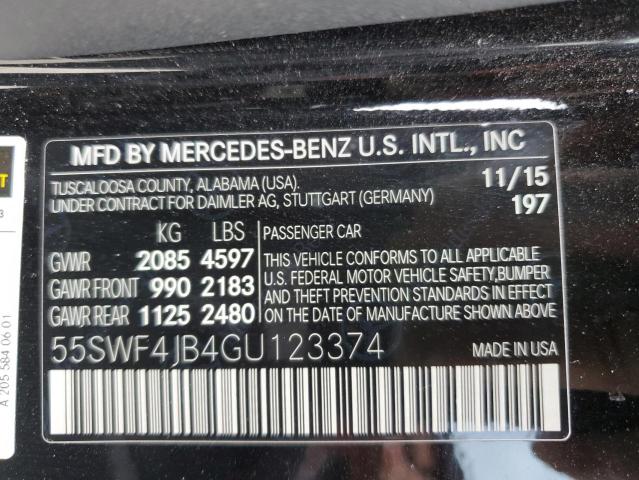 MFD BY MERCEDES-BENZ U.S. INTL., INC
TUSCALOOSA COUNTY, ALABAMA (USA). 11/15
UNDER CONTRACT FOR DAIMLER AG, STUTTGART (GERMANY) 197
KG LBS PASSENGER CAR
GVWR 2085 4597
GAWR FRONT 990 2183
GAWR REAR 1125 2480
THIS VEHICLE CONFORMS TO ALL APPLICABLE
U.S. FEDERAL MOTOR VEHICLE SAFETY,BUMPER
AND THEFT PREVENTION STANDARDS IN EFFECT
ON THE DATE OF MANUFACTURE SHOWN ABOVE.
55SWF4JB4GU123374 MADE IN USA
A 205 584 06 01